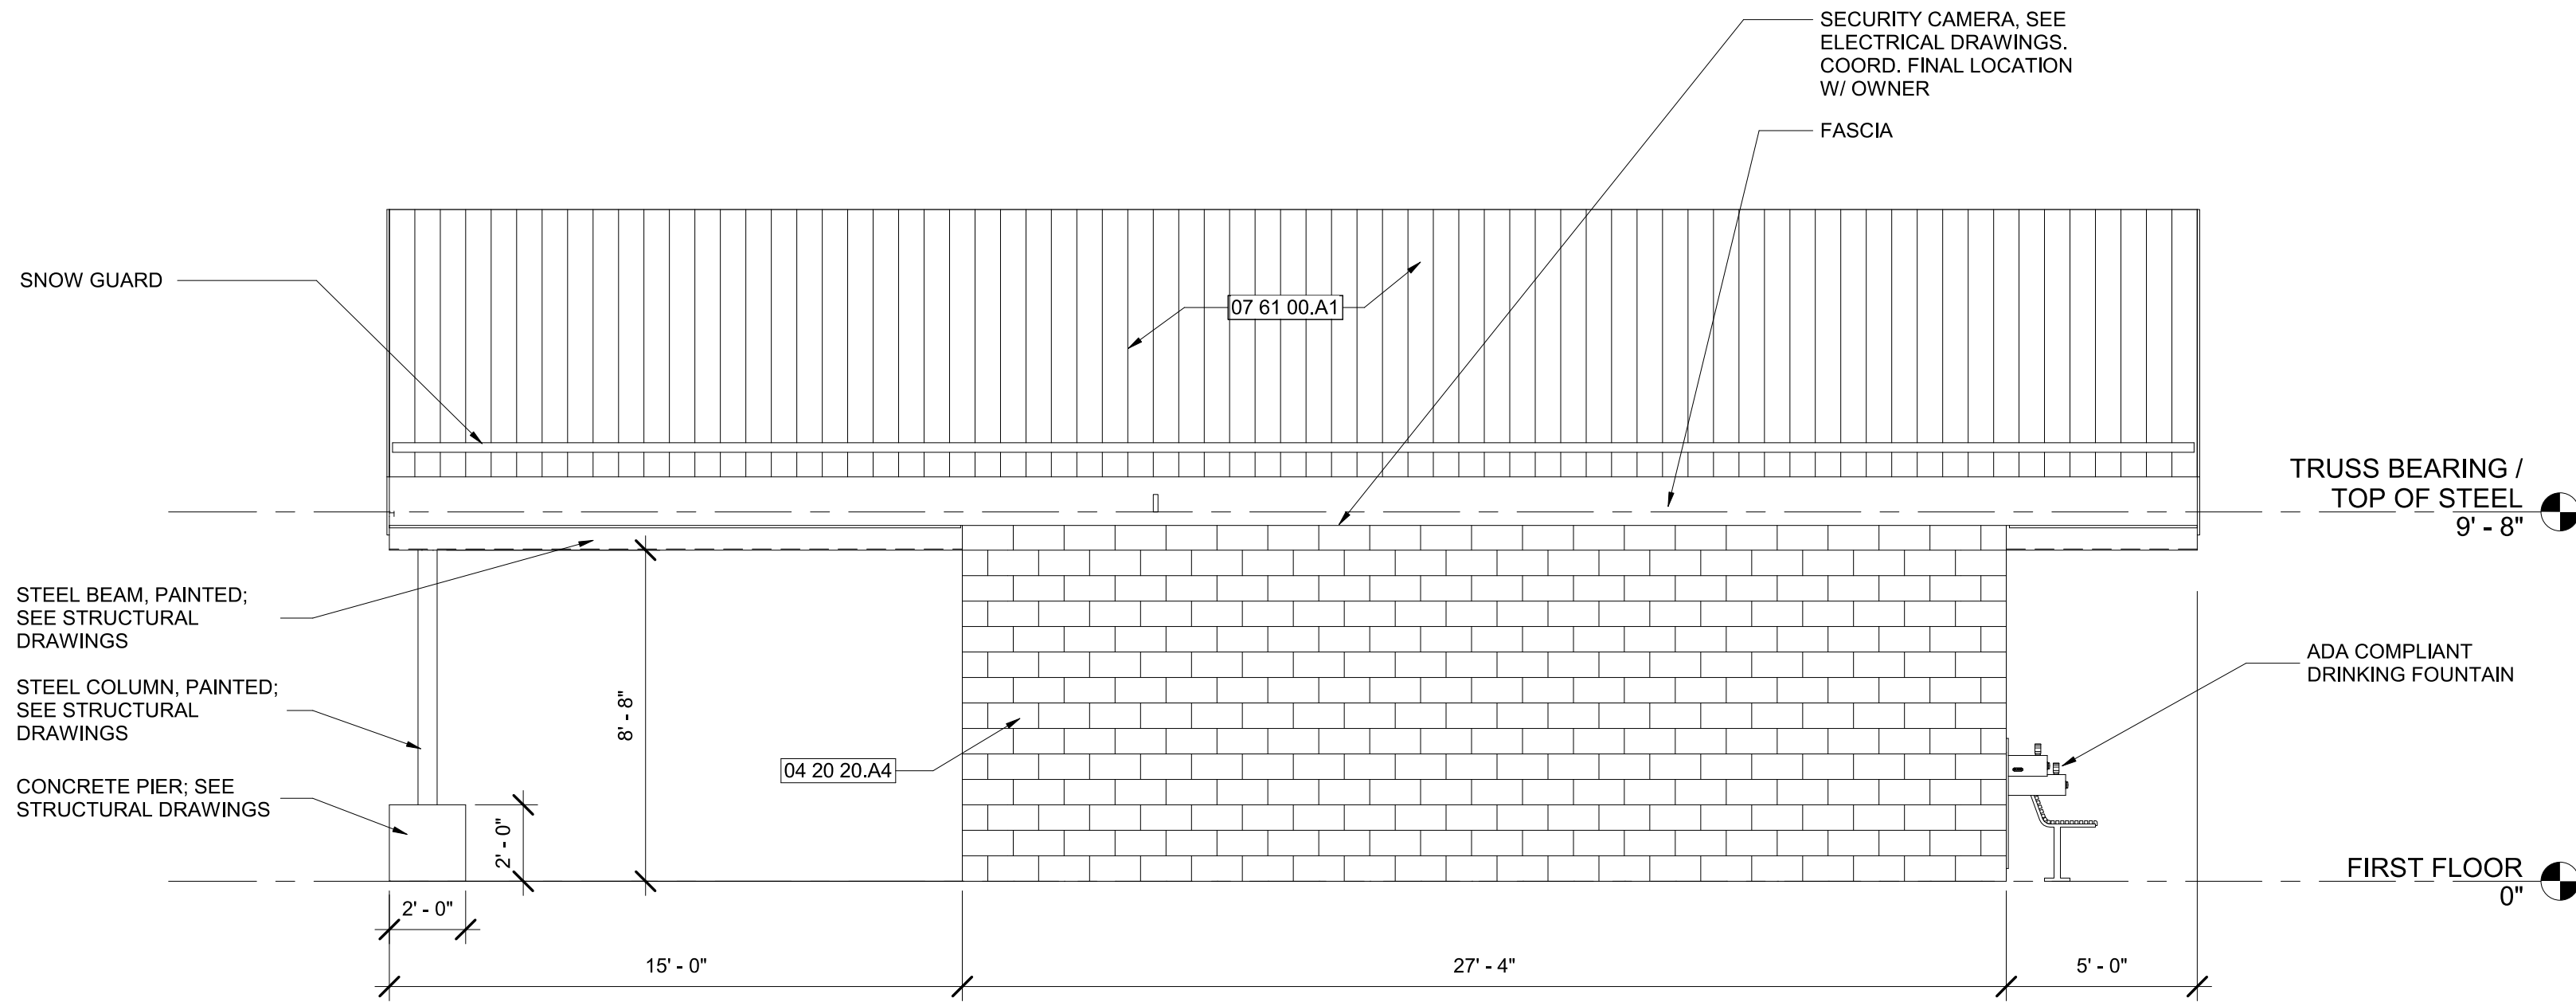 SECURITY CAMERA, SEE
ELECTRICAL DRAWINGS.
COORD. FINAL LOCATION
W/ OWNER
FASCIA
SNOW GUARD
07 61 00.A1
TRUSS BEARING /
TOP OF STEEL
9' - 8"
STEEL BEAM, PAINTED;
SEE STRUCTURAL
DRAWINGS
STEEL COLUMN, PAINTED;
SEE STRUCTURAL
DRAWINGS
CONCRETE PIER; SEE
STRUCTURAL DRAWINGS
8' - 8"
2' - 0"
04 20 20.A4
ADA COMPLIANT
DRINKING FOUNTAIN
FIRST FLOOR
0"
2' - 0"
15' - 0"
27' - 4"
5' - 0"